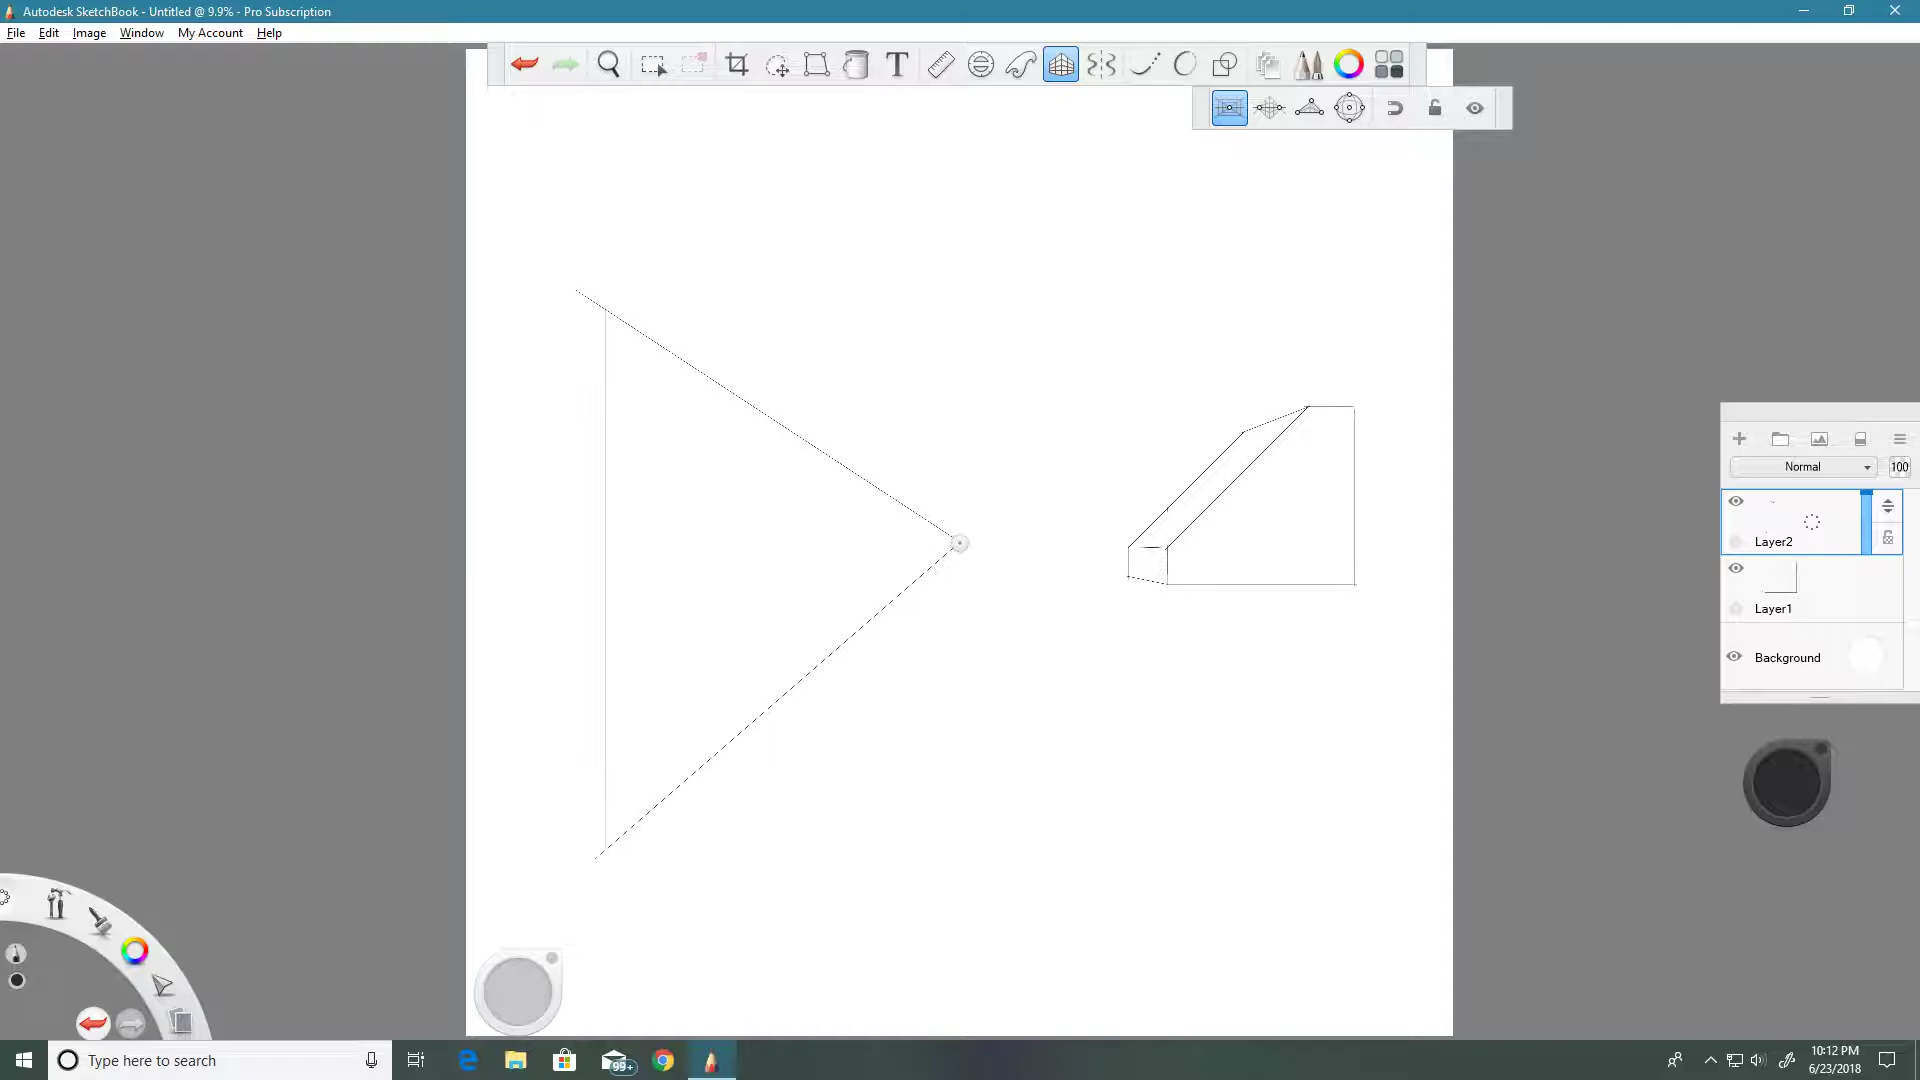 Autodesk SketchBook - Untitled @ 9.9% - Pro Subscription
File Edit Image Window My Account Help
T
Normal 100
Layer2
Layer1
Background
Type here to search
99+
10:12 PM
6/23/2018